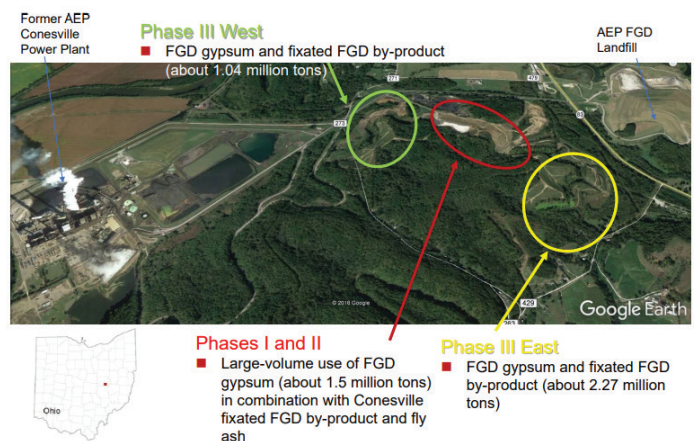 Former AEP
Conesville
Power Plant
Phase III West
■ FGD gypsum and fixated FGD by-product
(about 1.04 million tons)
AEP FGD
Landfill
271
475
273
93
© 2016 Google
429
263
Google Earth
Phases I and II
■ Large-volume use of FGD
gypsum (about 1.5 million tons)
in combination with Conesville
fixated FGD by-product and fly
ash
Phase III East
■ FGD gypsum and fixated FGD
by-product (about 2.27 million
tons)
Ohio